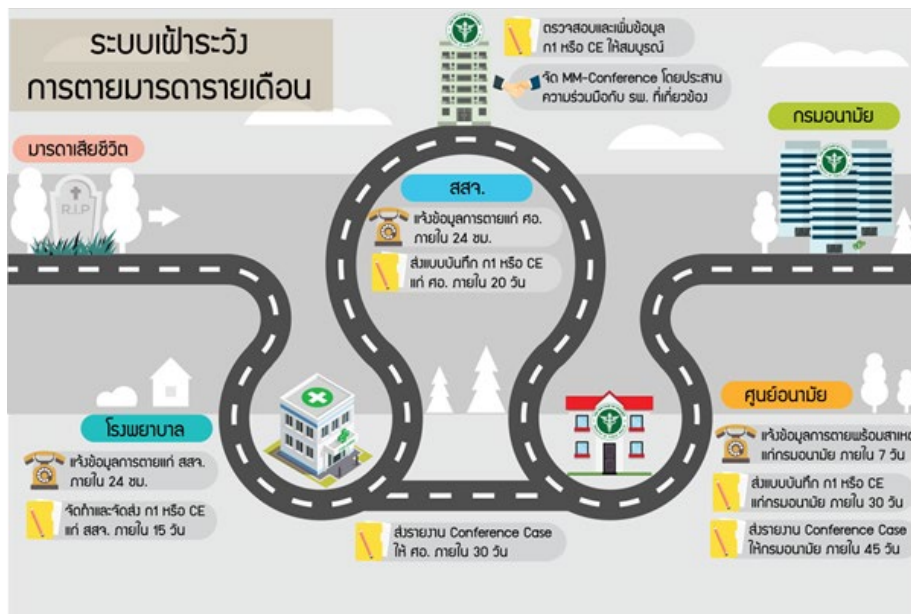 ระบบเฝ้าระวัง
การตายมารดารายเดือน
ตรวจสอบและเพิ่มข้อมูล
ก1 หรือ CE ให้สมบูรณ์
จัด MM-Conference โดยประสาน
ความร่วมมือกับ รพ. ที่เกี่ยวข้อง
กรมอนามัย
มารดาเสียชีวิต
R.I.P
สสจ.
แจ้งข้อมูลการตายแก่ ศอ.
ภายใน 24 ชม.
ส่งแบบบันทึก ก1 หรือ CE
แก่ ศอ. ภายใน 20 วัน
โรงพยาบาล
แจ้งข้อมูลการตายแก่ สสจ.
ภายใน 24 ชม.
จัดทำและจัดส่ง ก1 หรือ CE
แก่ สสจ. ภายใน 15 วัน
ส่งรายงาน Conference Case
ให้ ศอ. ภายใน 30 วัน
ศูนย์อนามัย
แจ้งข้อมูลการตายพร้อมสาเห
แก่กรมอนามัย ภายใน 7 วัน
ส่งแบบบันทึก ก1 หรือ CE
แก่กรมอนามัย ภายใน 30 วัน
ส่งรายงาน Conference Case
ให้กรมอนามัย ภายใน 45 วัน